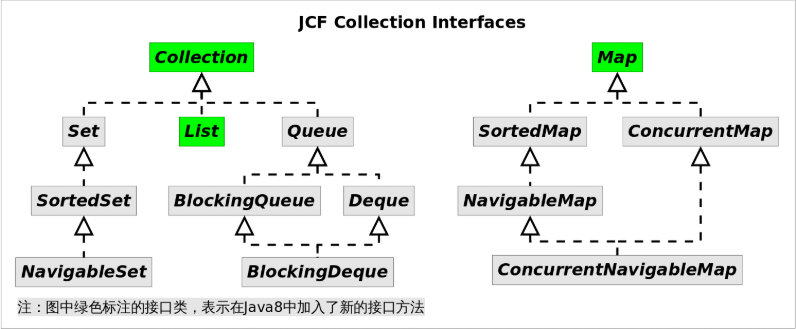 JCF Collection Interfaces
Collection Map
Set List Queue SortedMap ConcurrentMap
SortedSet BlockingQueue Deque NavigableMap
NavigableSet BlockingDeque ConcurrentNavigableMap
注：图中绿色标注的接口类，表示在Java8中加入了新的接口方法